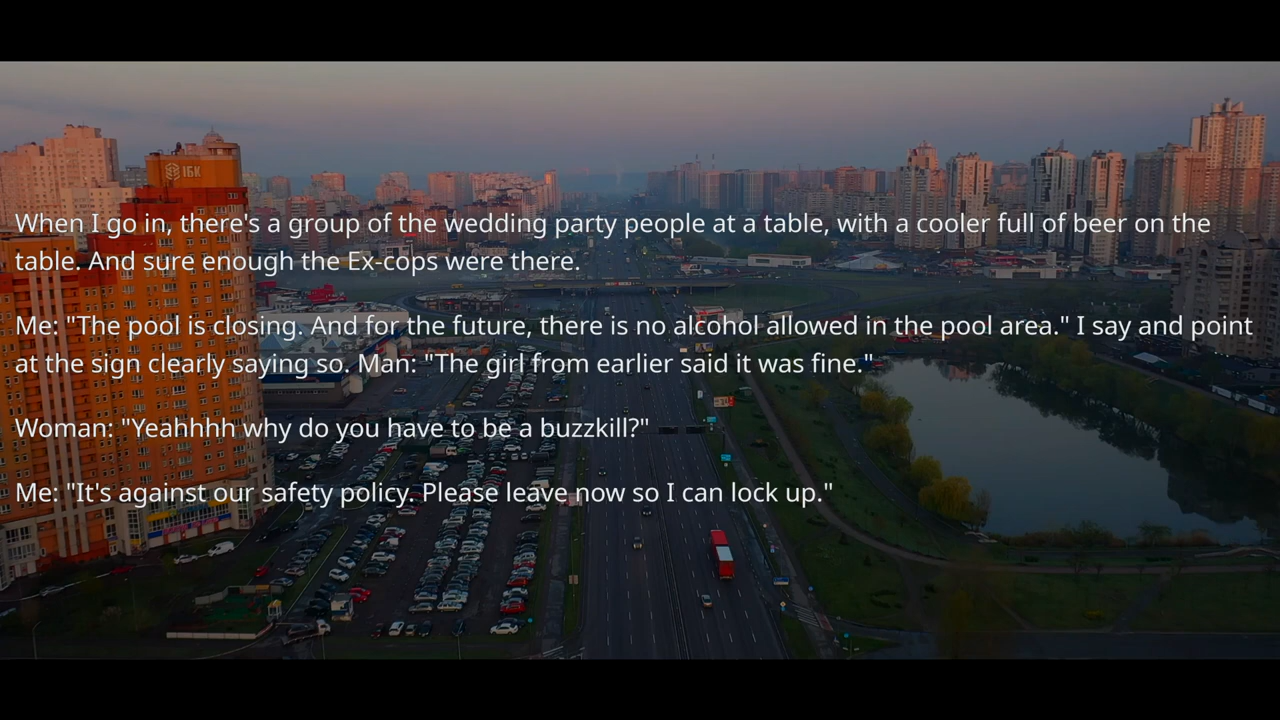 ІБК
When I go in, there's a group of the wedding party people at a table, with a cooler full of beer on the
table. And sure enough the Ex-cops were there.
Me: "The pool is closing. And for the future, there is no alcohol allowed in the pool area." I say and point
at the sign clearly saying so. Man: "The girl from earlier said it was fine."
Woman: "Yeahhhh why do you have to be a buzzkill?"
Me: "It's against our safety policy. Please leave now so I can lock up."